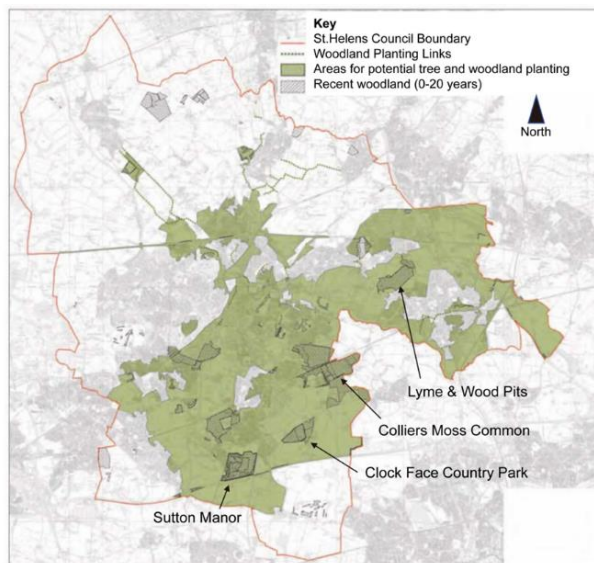 Key
St.Helens Council Boundary
Woodland Planting Links
Areas for potential tree and woodland planting
Recent woodland (0-20 years)
North
Lyme & Wood Pits
Colliers Moss Common
Clock Face Country Park
Sutton Manor